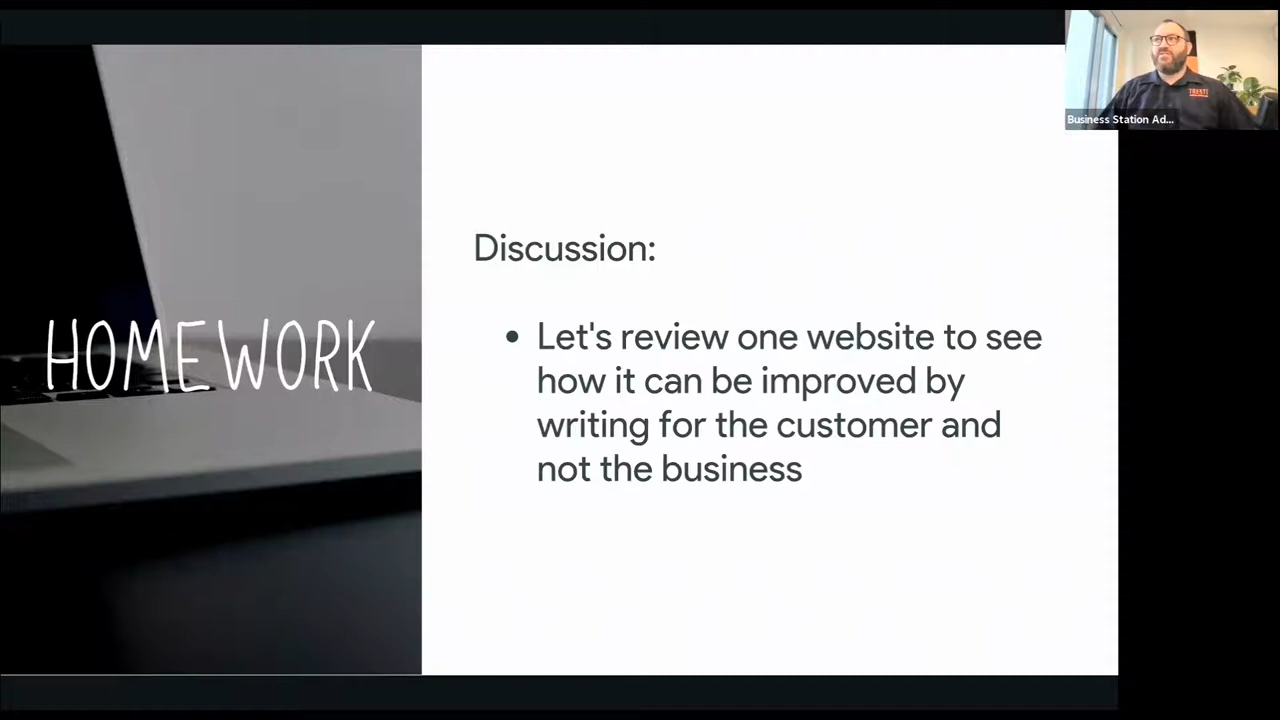 Business Station Ad...
HOMEWORK
Discussion:
• Let's review one website to see
how it can be improved by
writing for the customer and
not the business